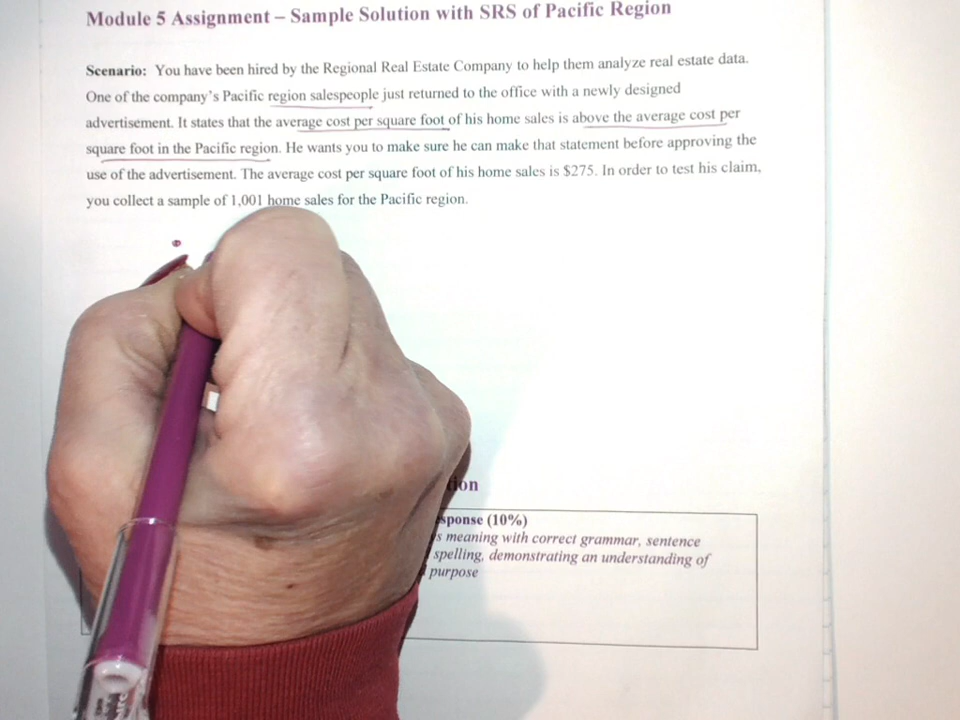 Module 5 Assignment – Sample Solution with SRS of Pacific Region
Scenario: You have been hired by the Regional Real Estate Company to help them analyze real estate data.
One of the company's Pacific region salespeople just returned to the office with a newly designed
advertisement. It states that the average cost per square foot of his home sales is above the average cost per
square foot in the Pacific region. He wants you to make sure he can make that statement before approving the
use of the advertisement. The average cost per square foot of his home sales is $275. In order to test his claim,
you collect a sample of 1,001 home sales for the Pacific region.
ion
sponse (10%)
s meaning with correct grammar, sentence
spelling, demonstrating an understanding of
purpose